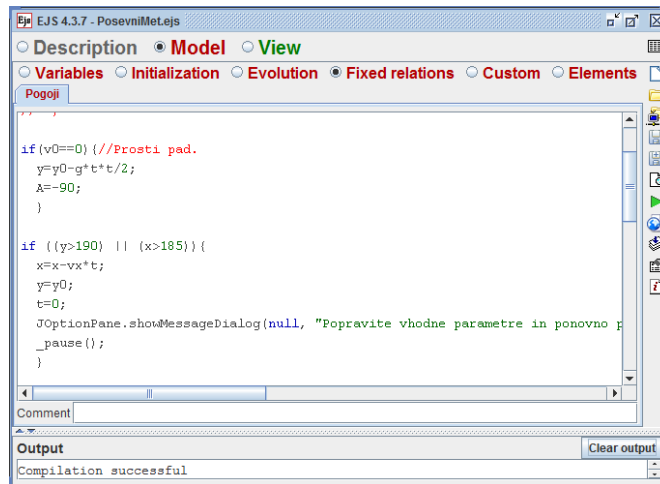 EJS 4.3.7 - PosevniMet.ejs
Description Model View
Variables Initialization Evolution Fixed relations Custom Elements
Pogoji
if(v0==0){//Prosti pad.
y=y0-g*t*t/2;
A=-90;
}
if ((y>190) || (x>185)){
x=x-vx*t;
y=y0;
t=0;
JOptionPane.showMessageDialog(null, "Popravite vhodne parametre in ponovno p
_pause();
}
Comment
Output Clear output
Compilation successful